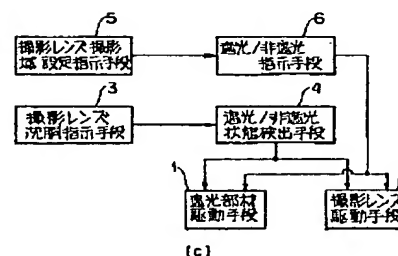 5
撮影レンズ撮影
域設定指示手段
6
遮光/非遮光
指示手段
3
撮影レンズ
沈胴指示手段
4
遮光/非遮光
状態検出手段
1
遮光部材
駆動手段
撮影レンズ
駆動手段
(c)